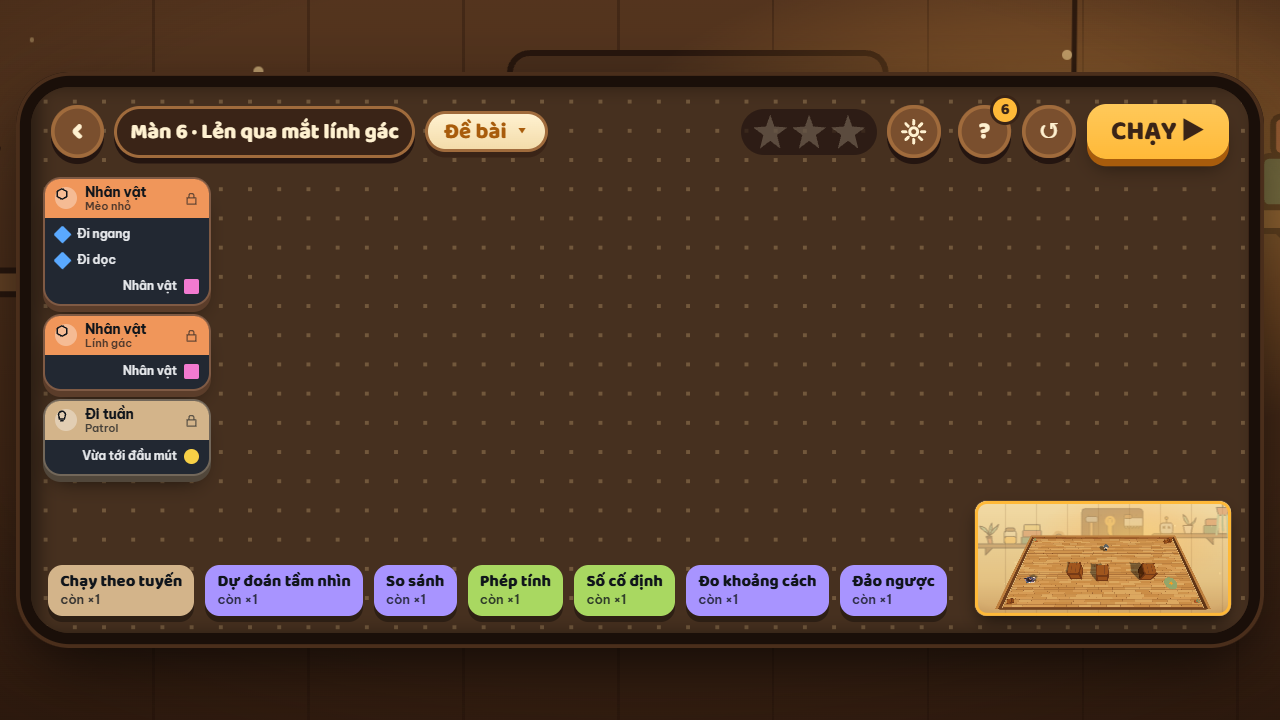 Màn 6 · Lẻn qua mắt lính gác
Đề bài
?
6
CHẠY
Nhân vật
Mèo nhỏ
Đi ngang
Đi dọc
Nhân vật
Nhân vật
Lính gác
Nhân vật
Đi tuần
Patrol
Vừa tới đầu mút
Chạy theo tuyến
còn ×1
Dự đoán tầm nhìn
còn ×1
So sánh
còn ×1
Phép tính
còn ×1
Số cố định
còn ×1
Đo khoảng cách
còn ×1
Đảo ngược
còn ×1